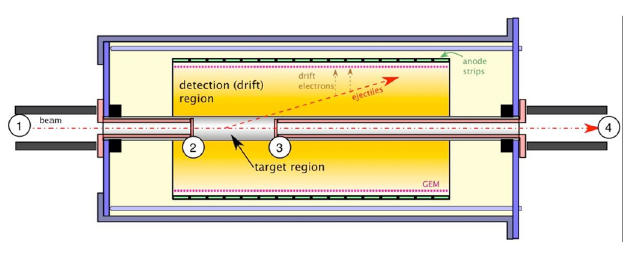 drift
electrons
anode
strips
detection (drift)
region
ejectiles
beam
1
4
2
3
target region
GEM